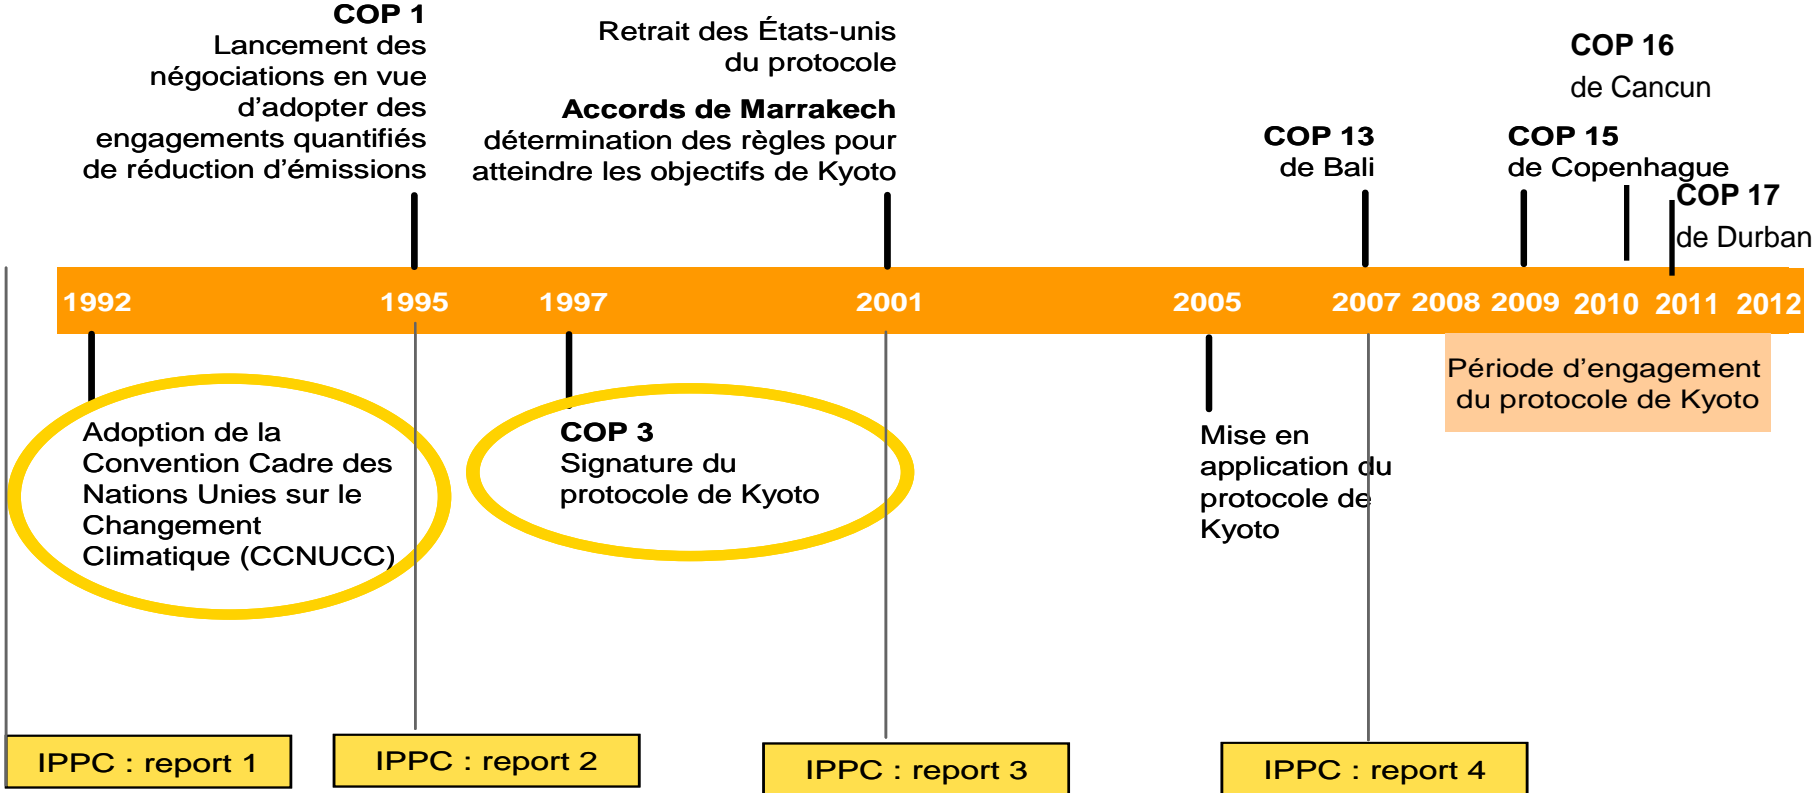 COP 1
Lancement des
négociations en vue
d'adopter des
engagements quantifiés
de réduction d'émissions
Retrait des États-unis
du protocole
Accords de Marrakech
détermination des règles pour
atteindre les objectifs de Kyoto
COP 13
de Bali
COP 16
de Cancun
COP 15
de Copenhague
COP 17
de Durban
1992 1995 1997 2001 2005 2007 2008 2009 2010 2011 2012
Adoption de la
Convention Cadre des
Nations Unies sur le
Changement
Climatique (CCNUCC)
COP 3
Signature du
protocole de Kyoto
Mise en
application du
protocole de
Kyoto
Période d'engagement
du protocole de Kyoto
IPPC : report 1
IPPC : report 2
IPPC : report 3
IPPC : report 4